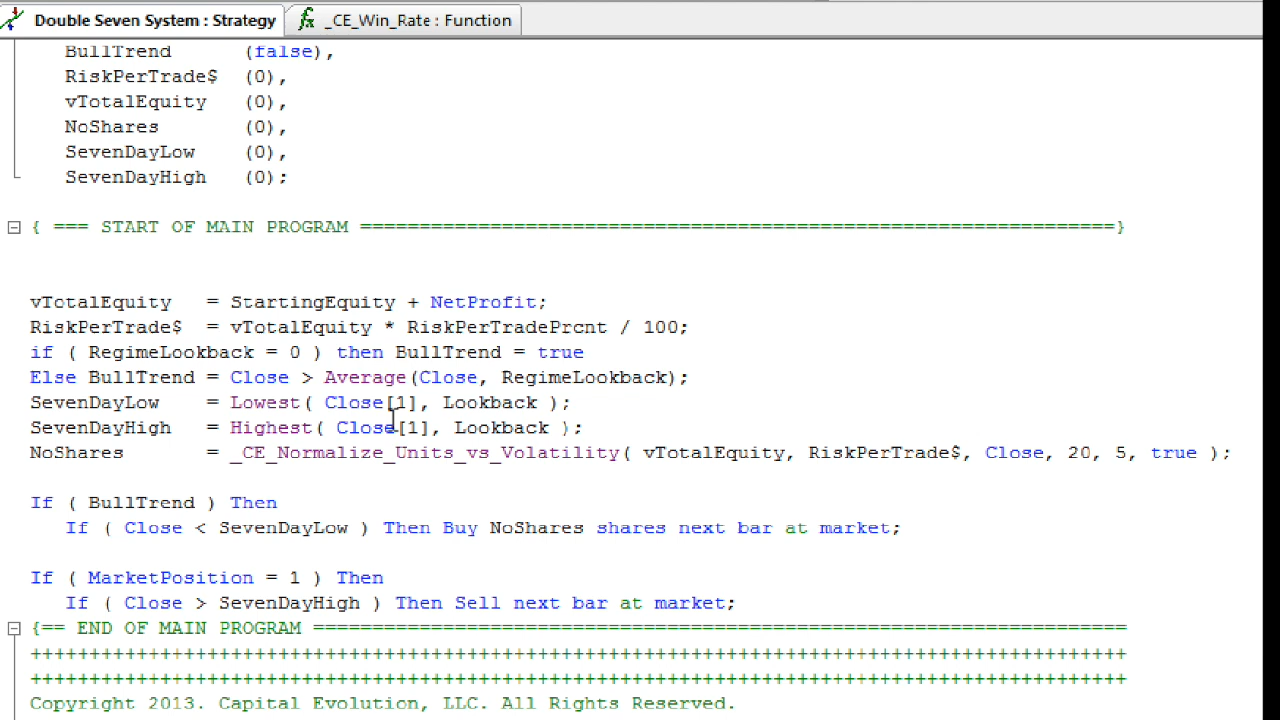 Double Seven System : Strategy
_CE_Win_Rate : Function
BullTrend (false),
RiskPerTrade$ (0),
vTotalEquity (0),
NoShares (0),
SevenDayLow (0),
SevenDayHigh (0);
{ === START OF MAIN PROGRAM ================================================================}
vTotalEquity = StartingEquity + NetProfit;
RiskPerTrade$ = vTotalEquity * RiskPerTradePrcnt / 100;
if ( RegimeLookback = 0 ) then BullTrend = true
Else BullTrend = Close > Average(Close, RegimeLookback);
SevenDayLow = Lowest( Close[1], Lookback );
SevenDayHigh = Highest( Close[1], Lookback );
NoShares = _CE_Normalize_Units_vs_Volatility( vTotalEquity, RiskPerTrade$, Close, 20, 5, true );
If ( BullTrend ) Then
If ( Close < SevenDayLow ) Then Buy NoShares shares next bar at market;
If ( MarketPosition = 1 ) Then
If ( Close > SevenDayHigh ) Then Sell next bar at market;
{== END OF MAIN PROGRAM =====================================================================
+++++++++++++++++++++++++++++++++++++++++++++++++++++++++++++++++++++++++++++++++++++++++++++
+++++++++++++++++++++++++++++++++++++++++++++++++++++++++++++++++++++++++++++++++++++++++++++
Copyright 2013. Capital Evolution, LLC. All Rights Reserved.